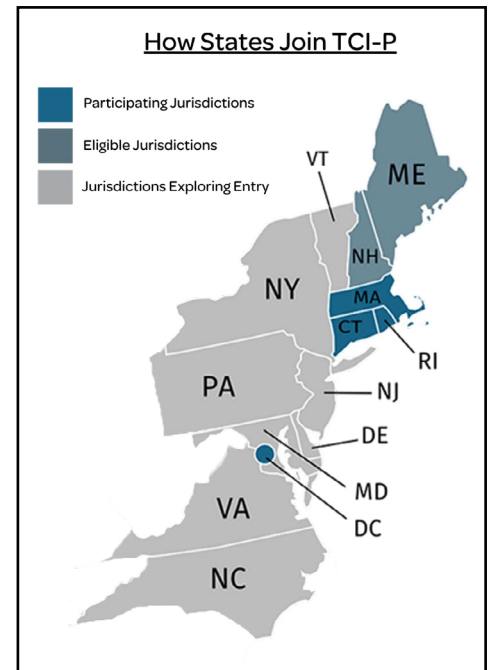 How States Join TCI-P
Participating Jurisdictions
Eligible Jurisdictions
Jurisdictions Exploring Entry
VT
ME
NH
NY
MA
CT
RI
PA
NJ
DE
MD
DC
VA
NC